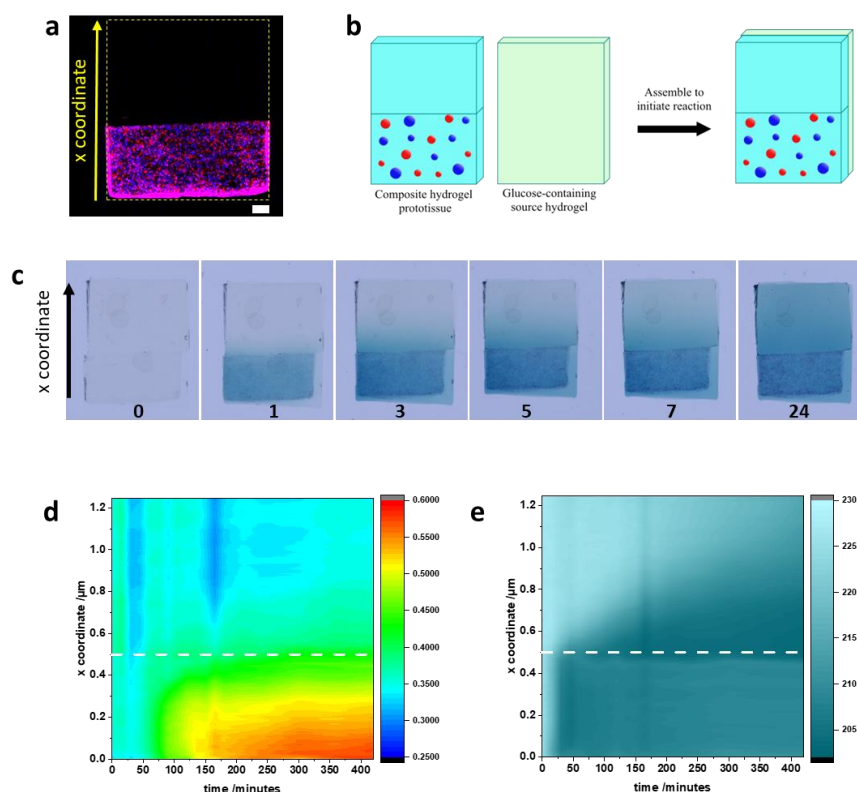 a
x coordinate
b
Assemble to
initiate reaction
Composite hydrogel
prototissue
Glucose-containing
source hydrogel
c
x coordinate
0
1
3
5
7
24
d
x coordinate /µm
1.2
1.0
0.8
0.6
0.4
0.2
0.0
0 50 100 150 200 250 300 350 400
time /minutes
0.6000
0.5500
0.5000
0.4500
0.4000
0.3500
0.3000
0.2500
e
x coordinate /µm
1.2
1.0
0.8
0.6
0.4
0.2
0.0
0 50 100 150 200 250 300 350 400
time /minutes
230
225
220
215
210
205